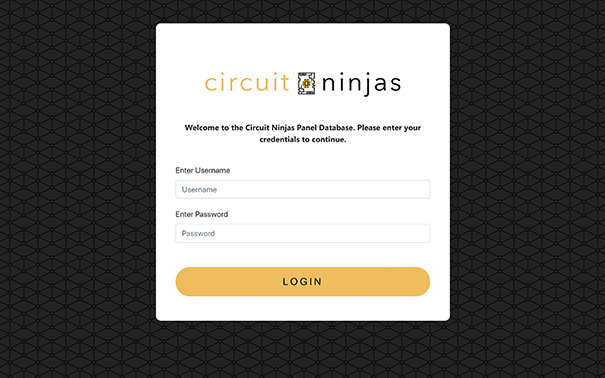 circuit ninjas
Welcome to the Circuit Ninjas Panel Database. Please enter your
credentials to continue.
Enter Username
Username
Enter Password
Password
LOGIN